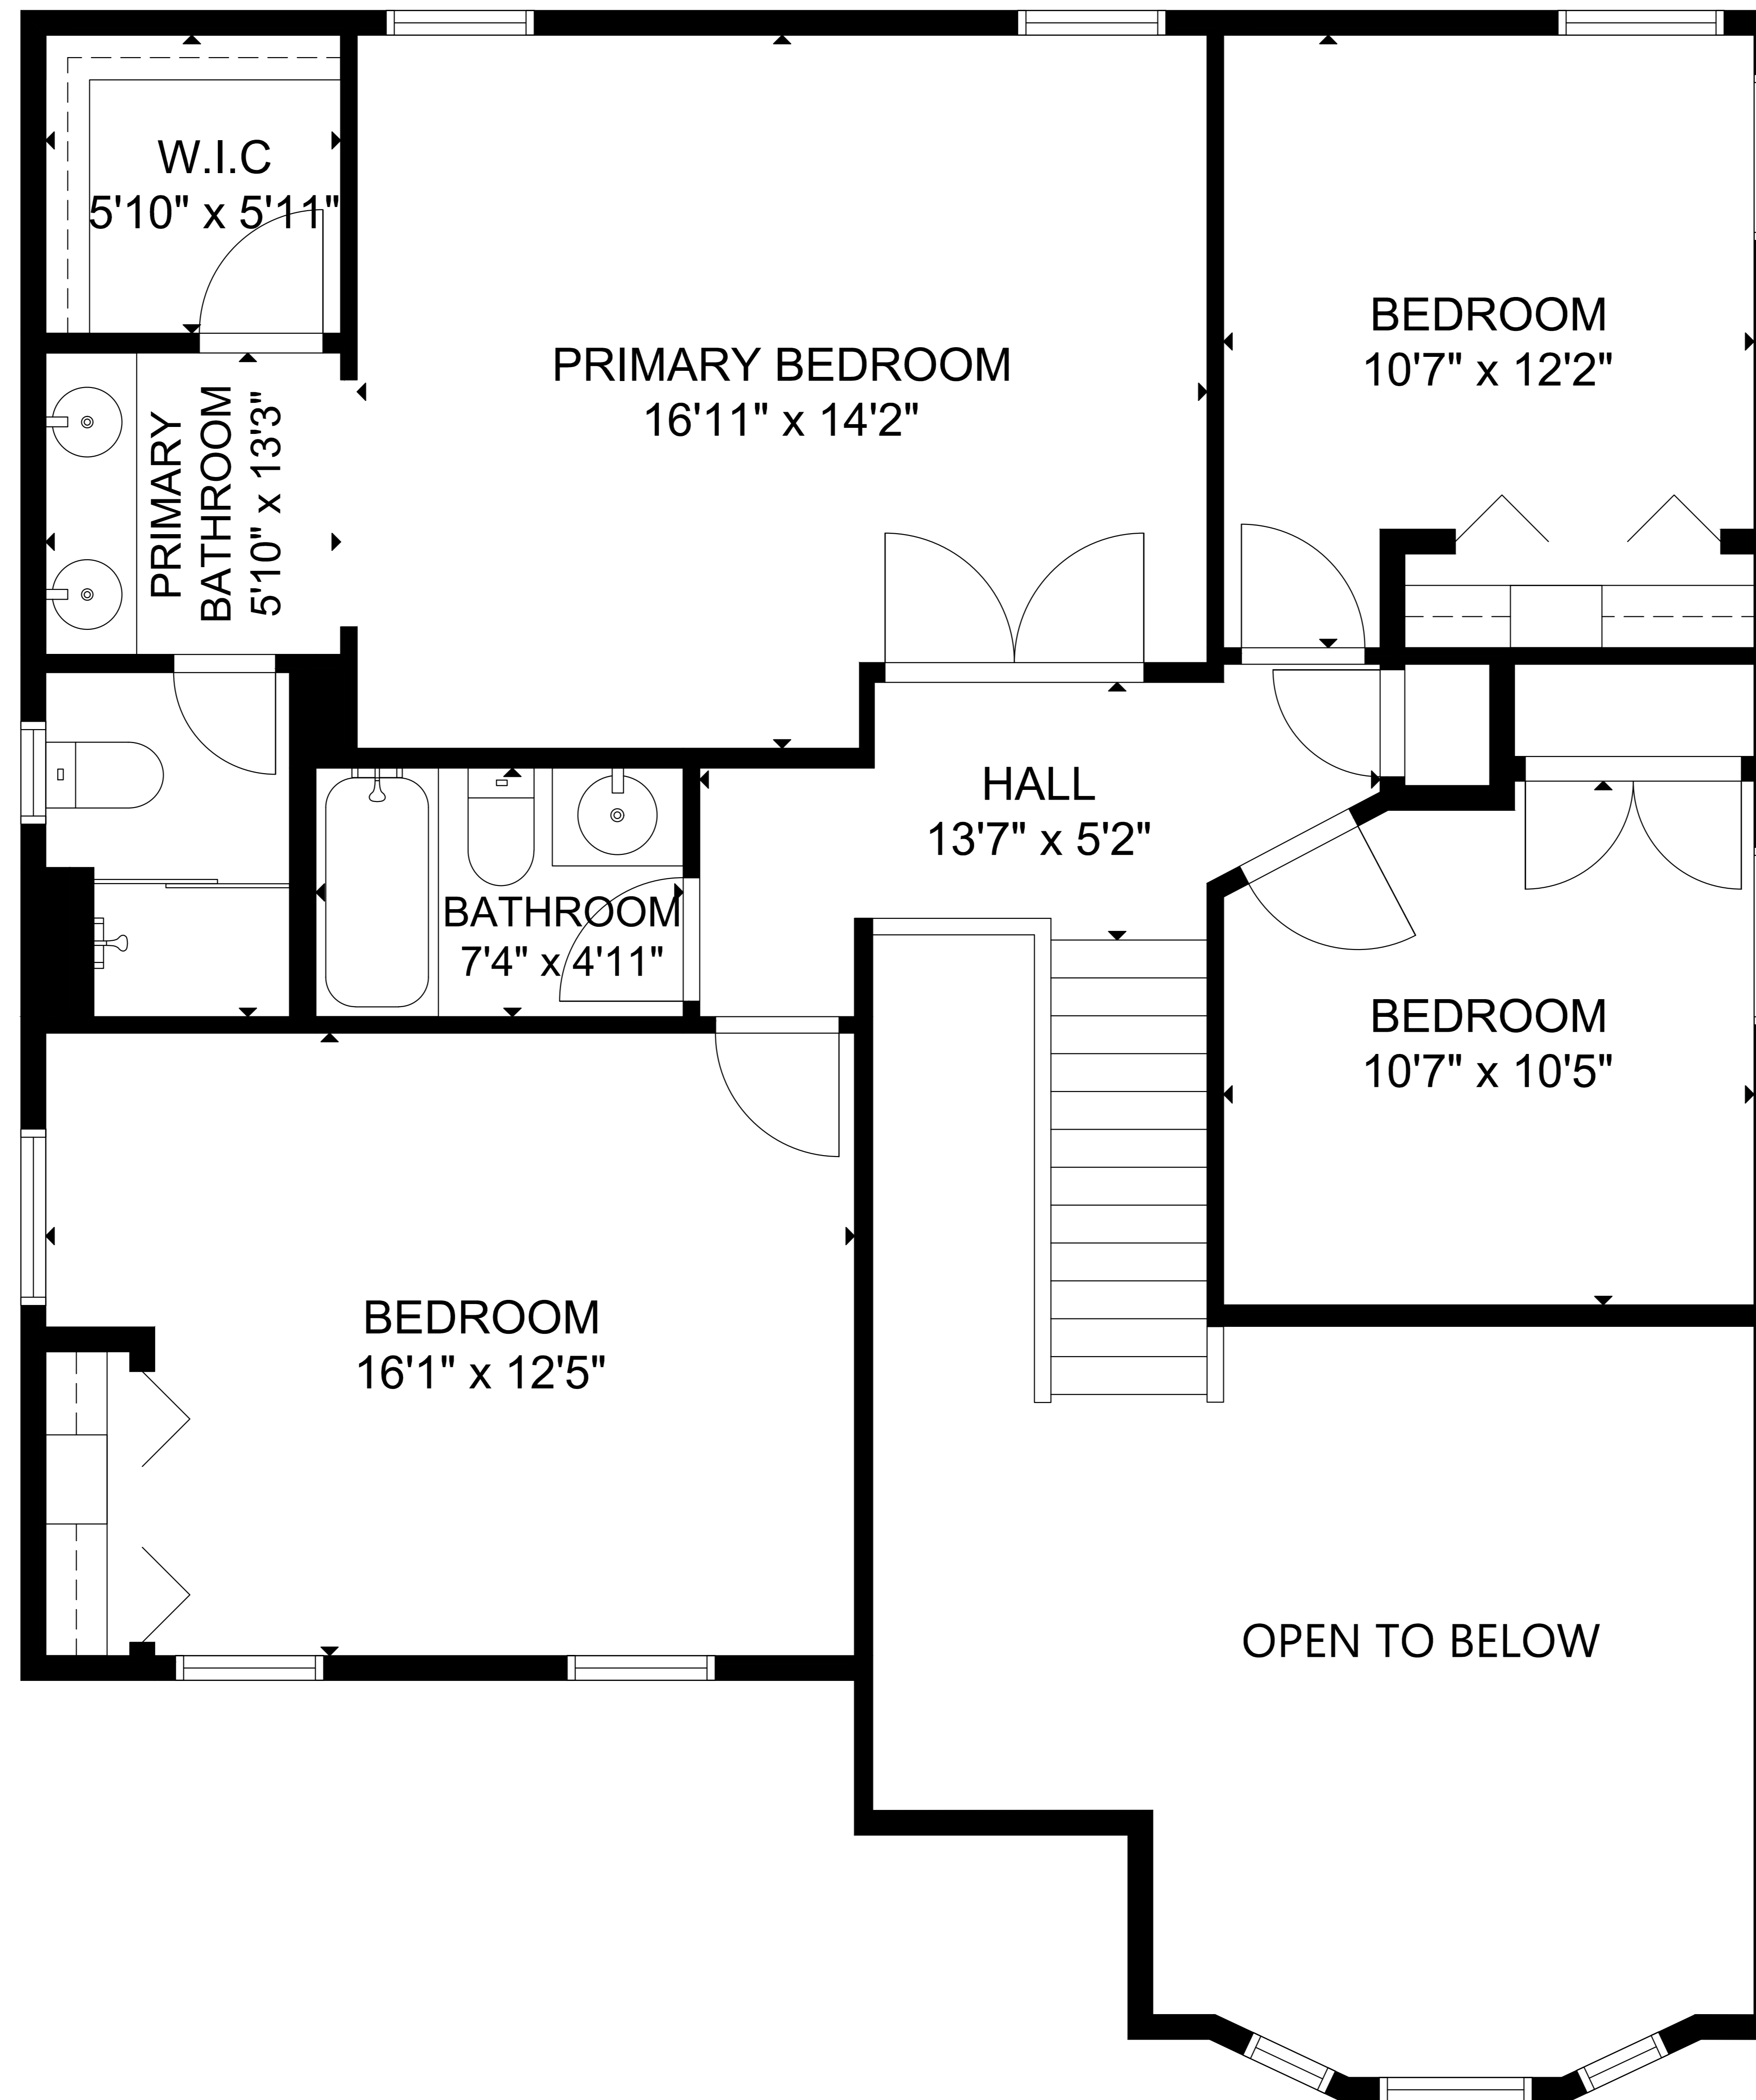 W.I.C
5'10" x 5'11"
PRIMARY BEDROOM
16'11" x 14'2"
BEDROOM
10'7" x 12'2"
PRIMARY
BATHROOM
5'10" x 13'3"
HALL
13'7" x 5'2"
BATHROOM
7'4" x 4'11"
BEDROOM
10'7" x 10'5"
BEDROOM
16'1" x 12'5"
OPEN TO BELOW